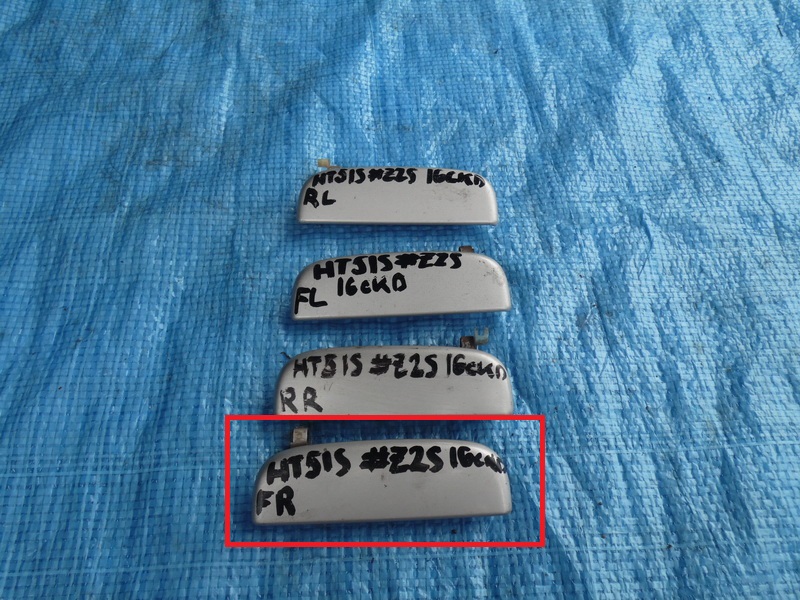 HT51S #Z2S 16CKD
RL
HT51S #Z2S
FL 16CKD
HT51S #Z2S 16CKD
RR
HT51S #Z2S 16CKD
FR